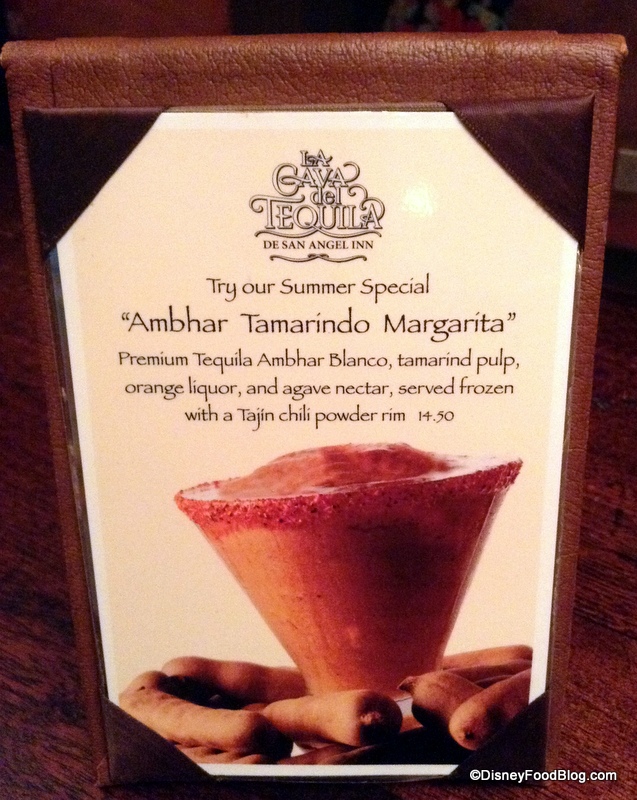 LA
CAVA
del
TEQUILA
DE SAN ANGEL INN
Try our Summer Special
“Ambhar Tamarindo Margarita”
Premium Tequila Ambhar Blanco, tamarind pulp,
orange liquor, and agave nectar, served frozen
with a Tajín chili powder rim 14.50
©DisneyFoodBlog.com